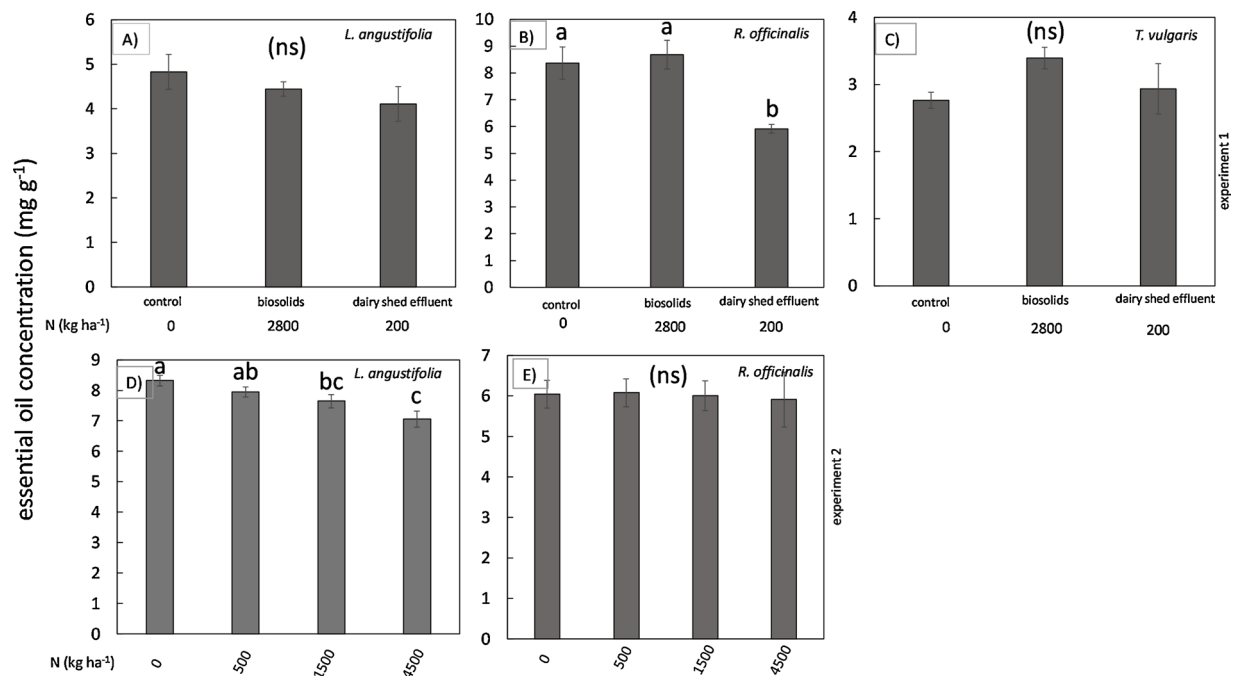 essential oil concentration (mg g-1)
A)
L. angustifolia
(ns)
6
5
4
3
2
1
0
control biosolids dairy shed effluent
N (kg ha-1) 0 2800 200
B)
R. officinalis
a a b
10
9
8
7
6
5
4
3
2
1
0
control biosolids dairy shed effluent
0 2800 200
C)
T. vulgaris
(ns)
4
3
2
1
0
control biosolids dairy shed effluent
0 2800 200
experiment 1
D)
L. angustifolia
a ab bc c
9
8
7
6
5
4
3
2
1
0
N (kg ha-1) 0 500 1500 4500
E)
R. officinalis
(ns)
6
7
5
6
4
3
2
1
0
0 500 1500 4500
experiment 2